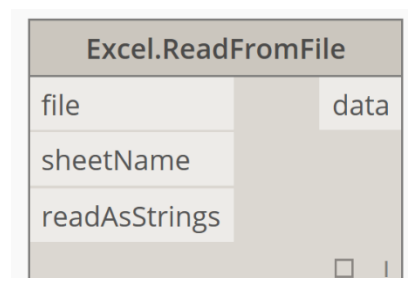 Excel.ReadFromFile
file
data
sheetName
readAsStrings